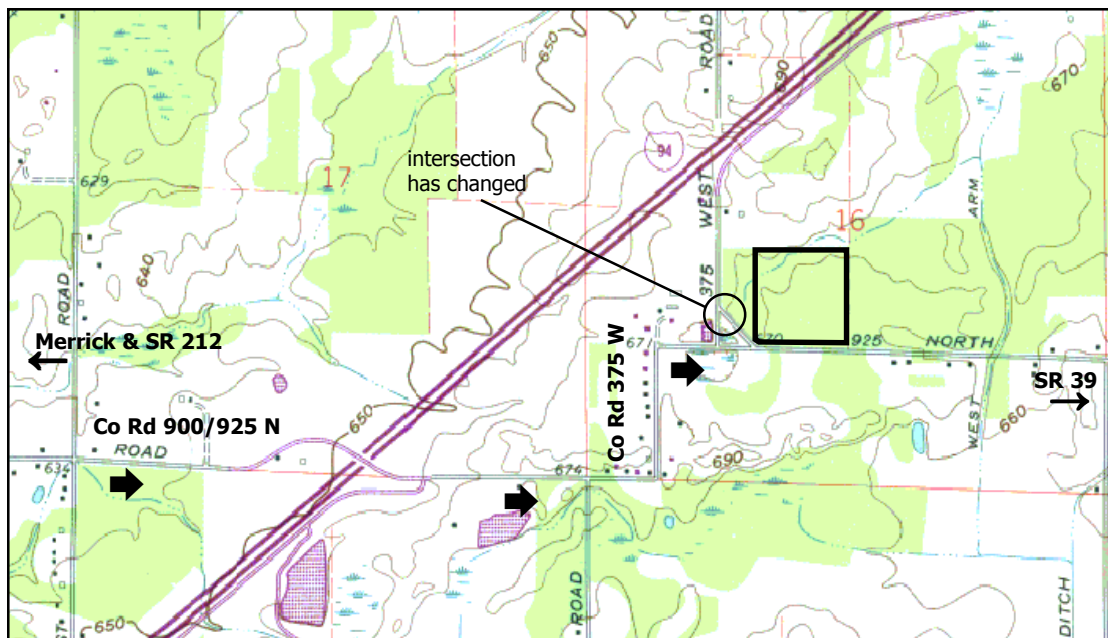 ROAD
650
690
670
94
intersection
has changed
17
629
WEST
16
ARM
ROAD
640
375
Merrick & SR 212
671
670
925
NORTH
Co Rd 375 W
SR 39
Co Rd 900/925 N
650
WEST
660
ROAD
690
634
674
ROAD
DITCH
650